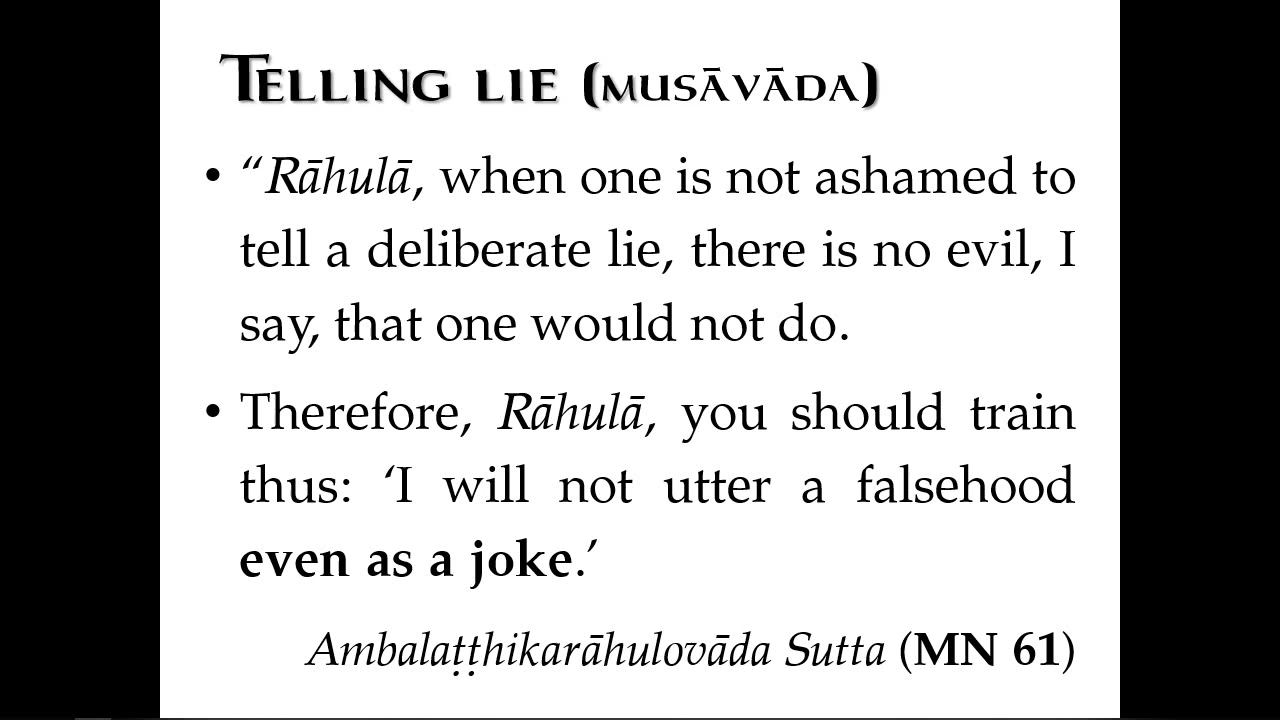 TELLING LIE (MUSĀVĀDA)
• “Rāhulā, when one is not ashamed to
tell a deliberate lie, there is no evil, I
say, that one would not do.
• Therefore, Rāhulā, you should train
thus: ‘I will not utter a falsehood
even as a joke.’
Ambalaṭṭhikarāhulovāda Sutta (MN 61)